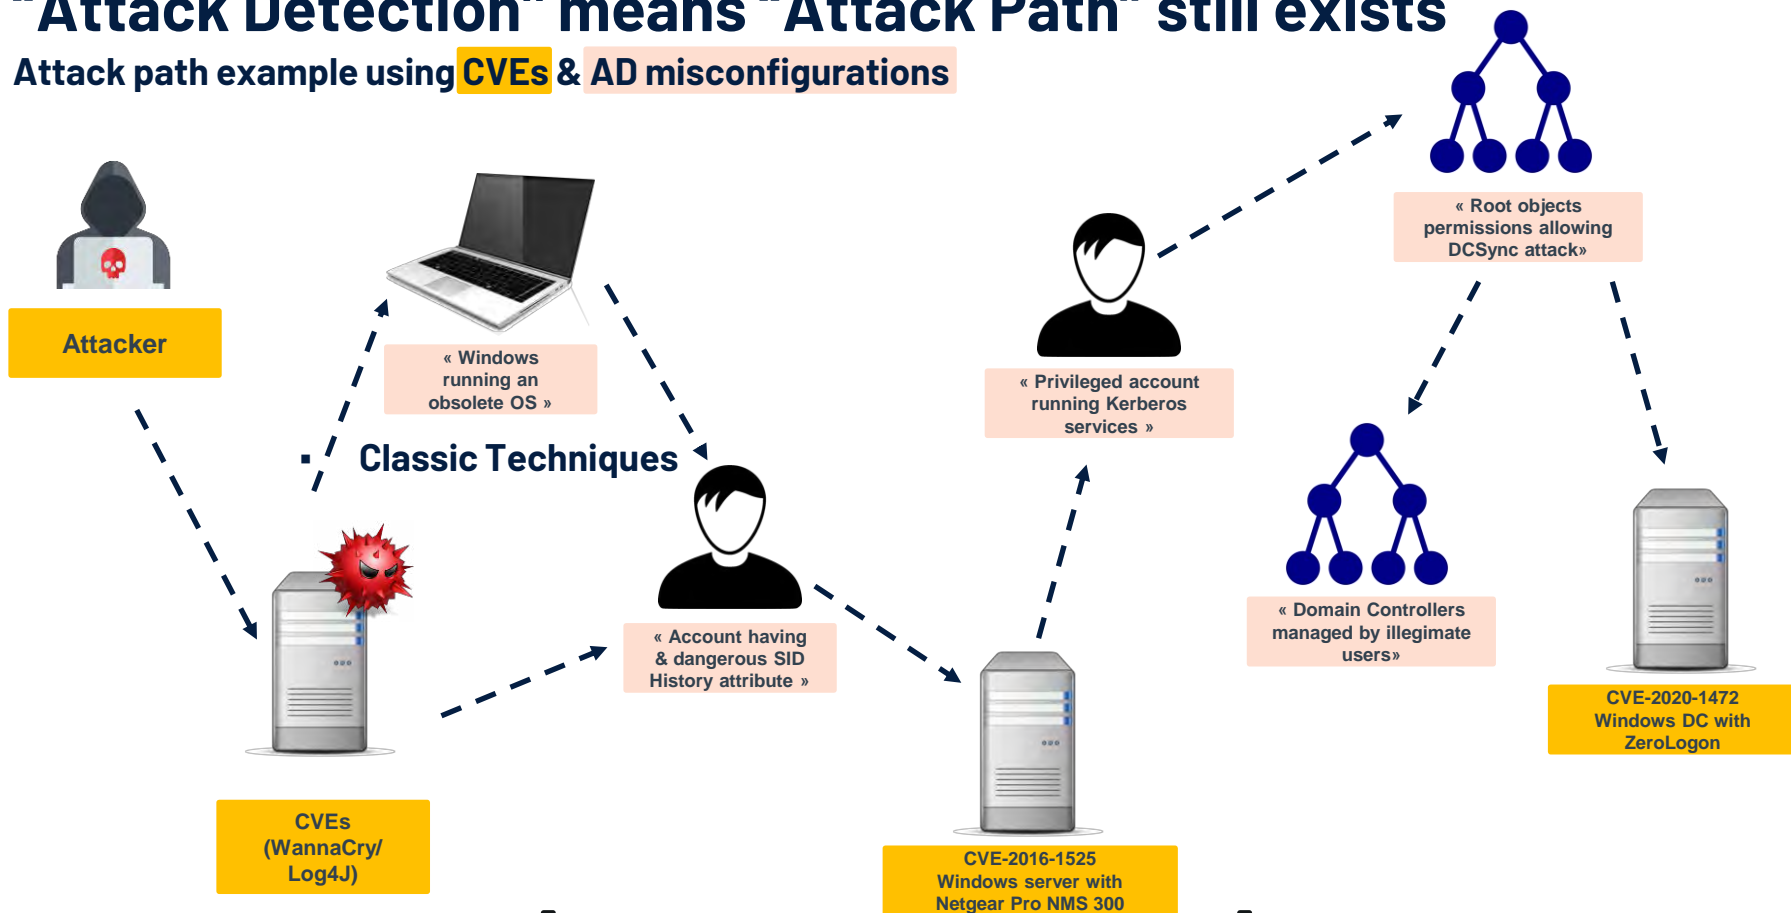 "Attack Detection" means "Attack Path" still exists
Attack path example using CVEs & AD misconfigurations
Attacker
« Windows
running an
obsolete OS »
▪ Classic Techniques
CVEs
(WannaCry/
Log4J)
« Account having
& dangerous SID
History attribute »
CVE-2016-1525
Windows server with
Netgear Pro NMS 300
« Privileged account
running Kerberos
services »
« Root objects
permissions allowing
DCSync attack»
« Domain Controllers
managed by illegimate
users»
CVE-2020-1472
Windows DC with
ZeroLogon